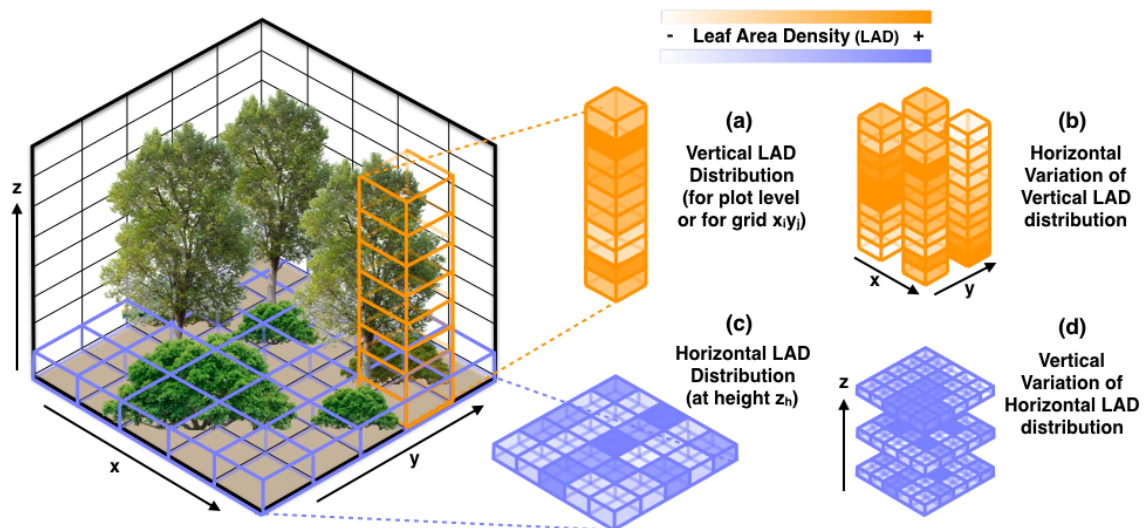 - Leaf Area Density (LAD) +
(a)
Vertical LAD
Distribution
(for plot level
or for grid xᵢyⱼ)
(b)
Horizontal
Variation of
Vertical LAD
distribution
x
y
(c)
Horizontal LAD
Distribution
(at height zₕ)
(d)
Vertical
Variation of
Horizontal LAD
distribution
z
z
x
y